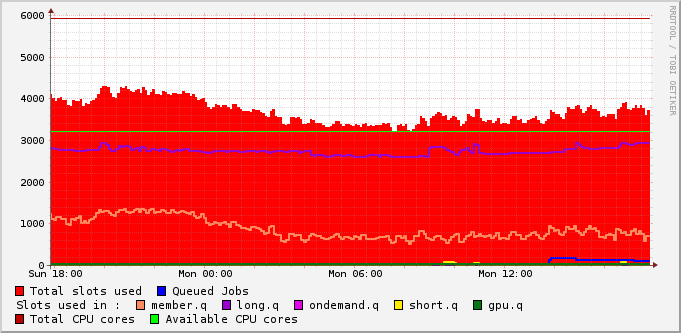 RRDTOOL / TOBI OETIKER
6000
5000
4000
3000
2000
1000
0
Sun 18:00 Mon 00:00 Mon 06:00 Mon 12:00
Total slots used Queued Jobs
Slots used in : member.q long.q ondemand.q short.q gpu.q
Total CPU cores Available CPU cores